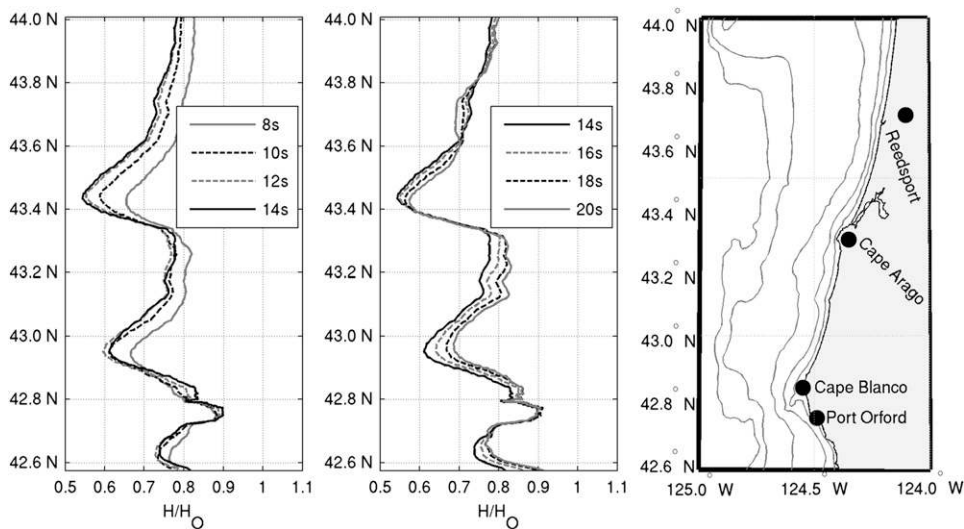 44.0 N
43.8 N
43.6 N
43.4 N
43.2 N
43.0 N
42.8 N
42.6 N
0.5 0.6 0.7 0.8 0.9 1 1.1
H/HO
8s
10s
12s
14s
44.0 N
43.8 N
43.6 N
43.4 N
43.2 N
43.0 N
42.8 N
42.6 N
0.5 0.6 0.7 0.8 0.9 1 1.1
H/HO
14s
16s
18s
20s
44.0° N
43.8° N
43.6° N
43.4° N
43.2° N
43.0° N
42.8° N
42.6° N
125.0° W 124.5° W 124.0° W
Reedsport
Cape Arago
Cape Blanco
Port Orford